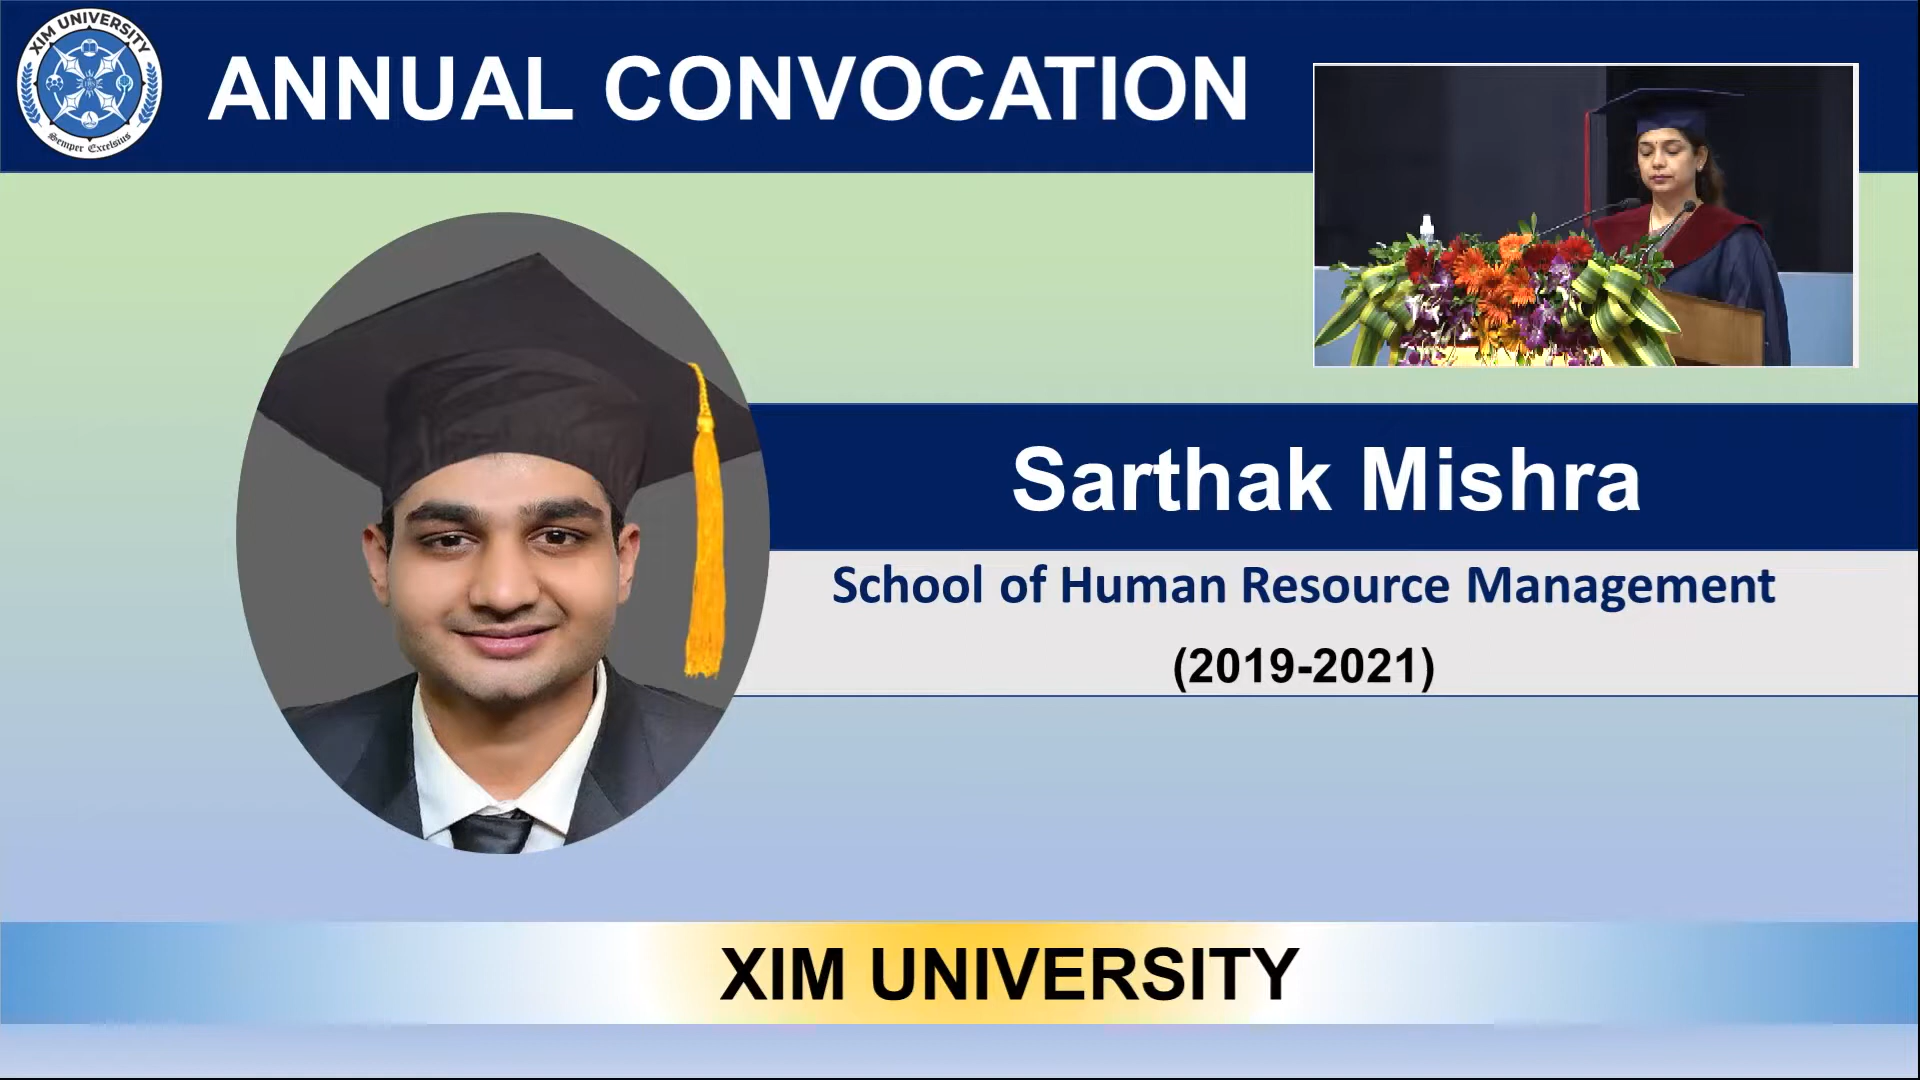 XIM UNIVERSITY
Semper Excelsius
ANNUAL CONVOCATION
Sarthak Mishra
School of Human Resource Management
(2019-2021)
XIM UNIVERSITY